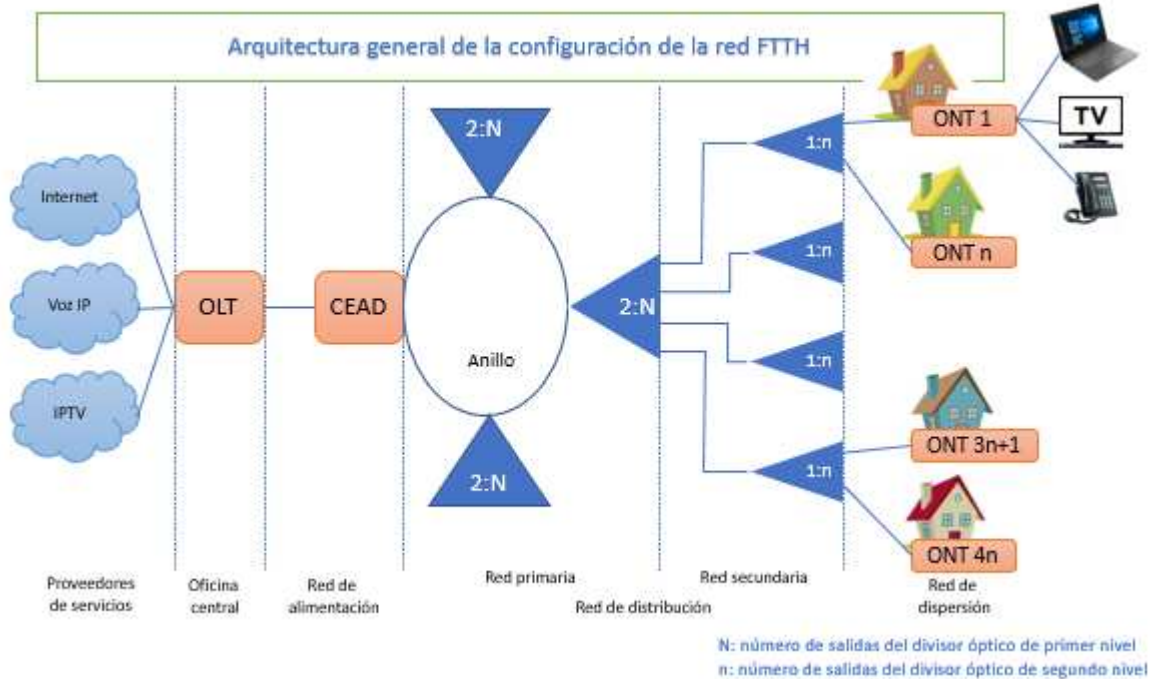 Arquitectura general de la configuración de la red FTTH
Internet
Voz IP
IPTV
OLT
CEAD
2:N
Anillo
2:N
2:N
1:n
1:n
1:n
1:n
ONT 1
TV
ONT n
ONT 3n+1
ONT 4n
Proveedores
de servicios
Oficina
central
Red de
alimentación
Red primaria
Red secundaria
Red de distribución
Red de
dispersión
N: número de salidas del divisor óptico de primer nivel
n: número de salidas del divisor óptico de segundo nivel